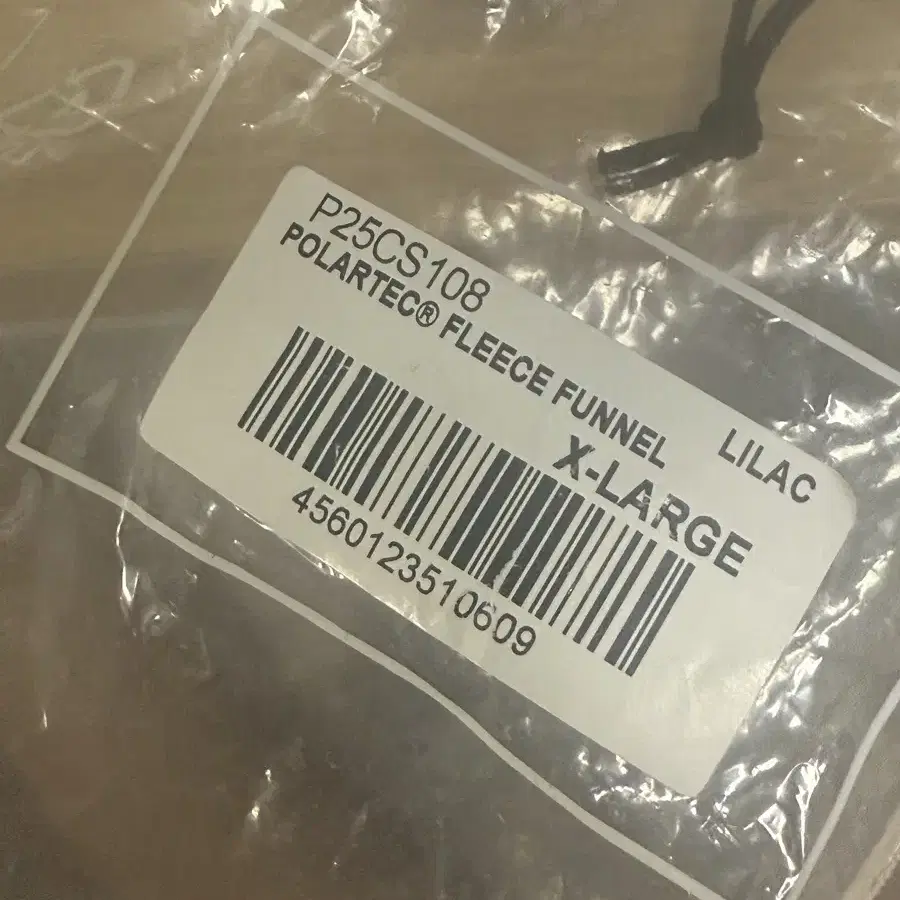 P25CS108
POLARTEC® FLEECE FUNNEL LILAC
X-LARGE
4560123510609